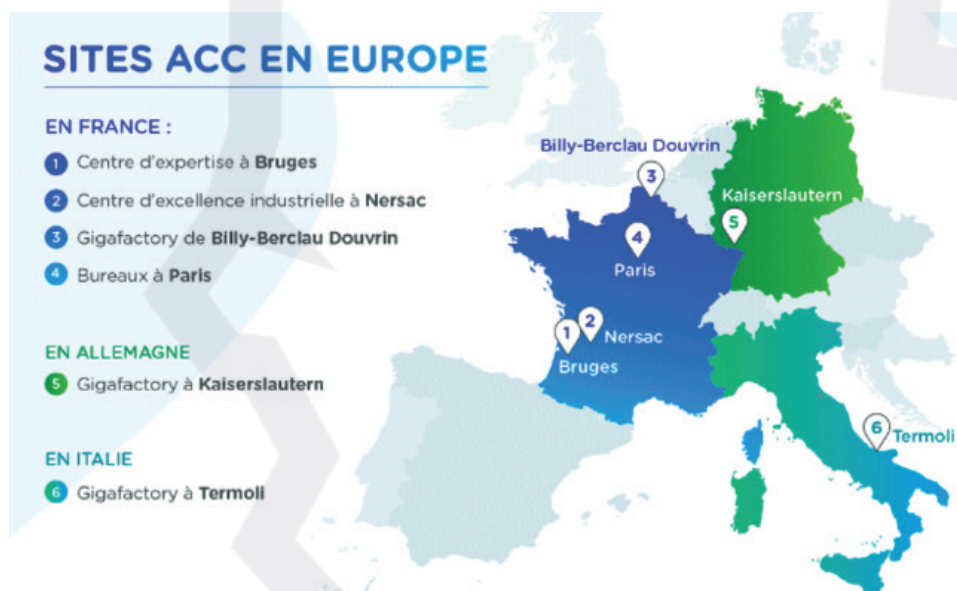 SITES ACC EN EUROPE
EN FRANCE :
1 Centre d'expertise à Bruges
2 Centre d'excellence industrielle à Nersac
3 Gigafactory de Billy-Berclau Douvrin
4 Bureaux à Paris
EN ALLEMAGNE
5 Gigafactory à Kaiserslautern
EN ITALIE
6 Gigafactory à Termoli
Billy-Berclau Douvrin
3
Kaiserslautern
5
4
Paris
1
2
Nersac
Bruges
6
Termoli